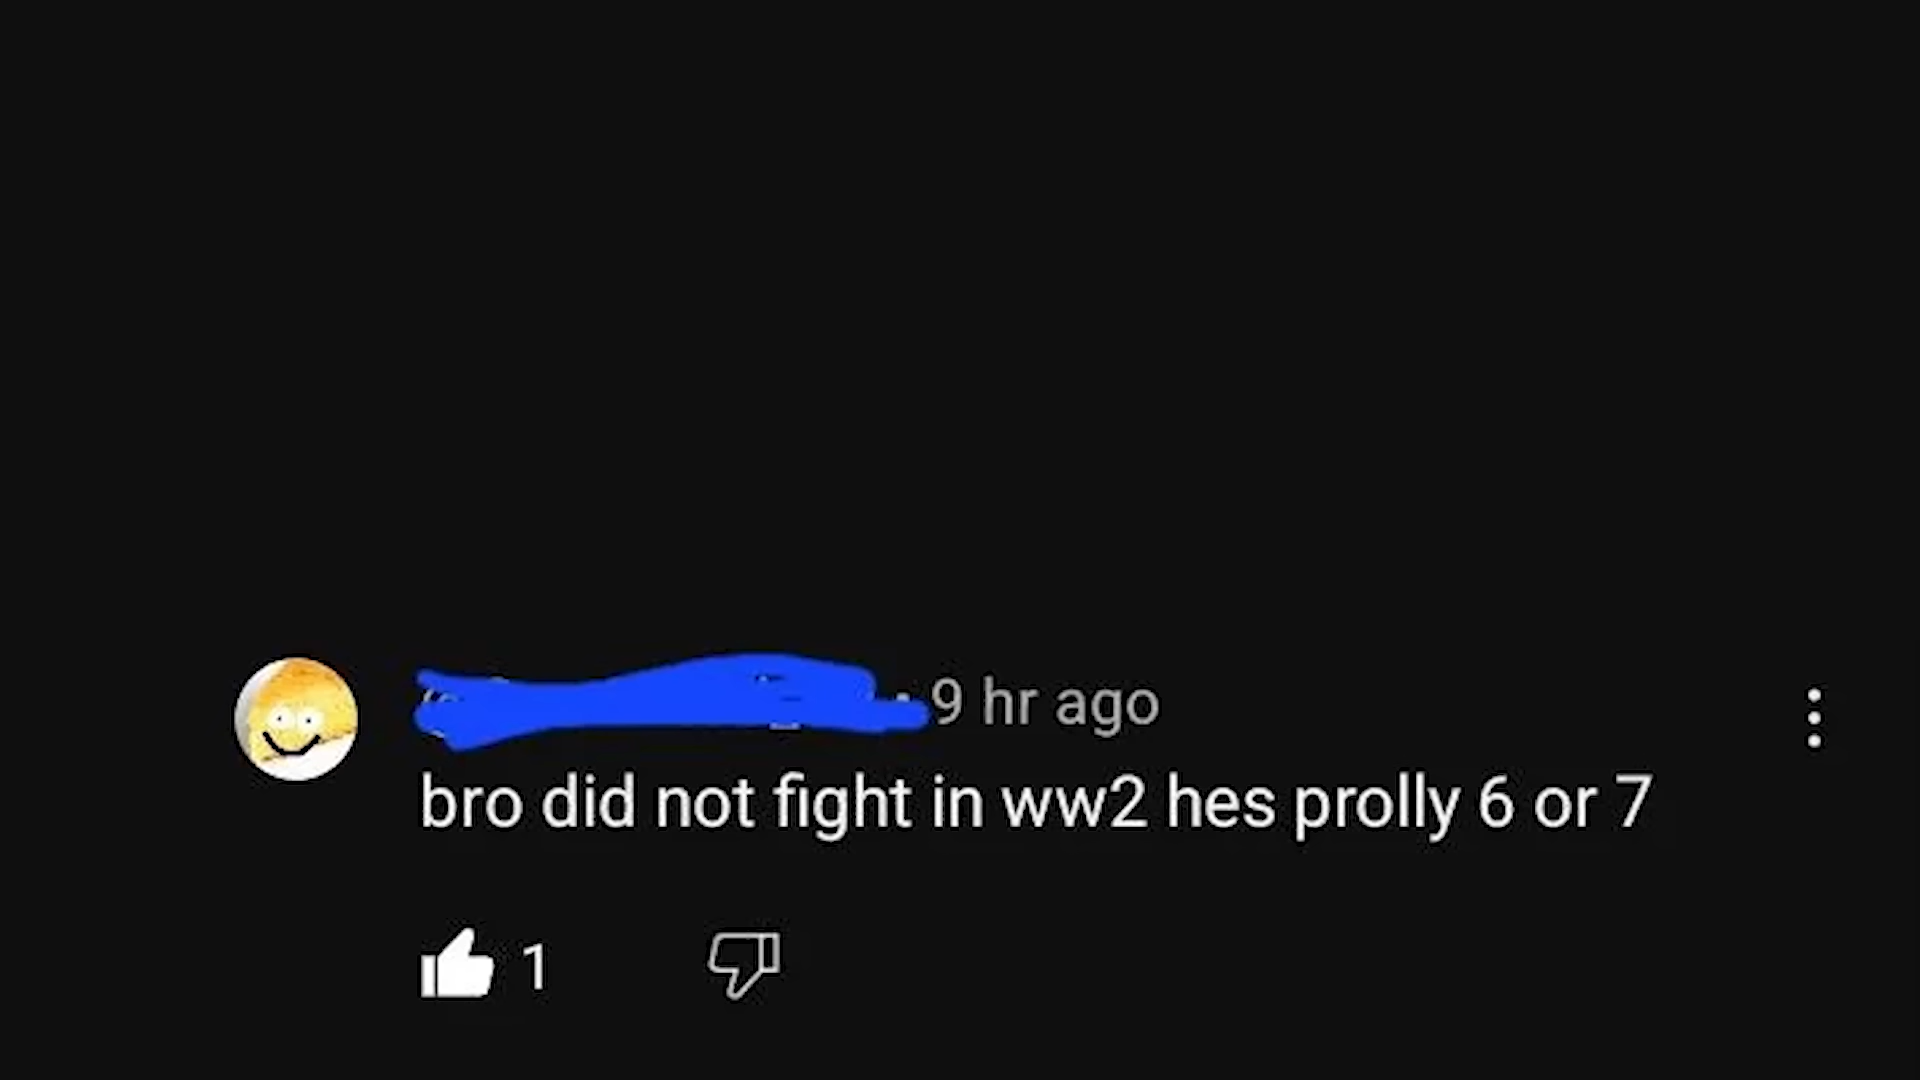 9 hr ago
bro did not fight in ww2 hes prolly 6 or 7
1